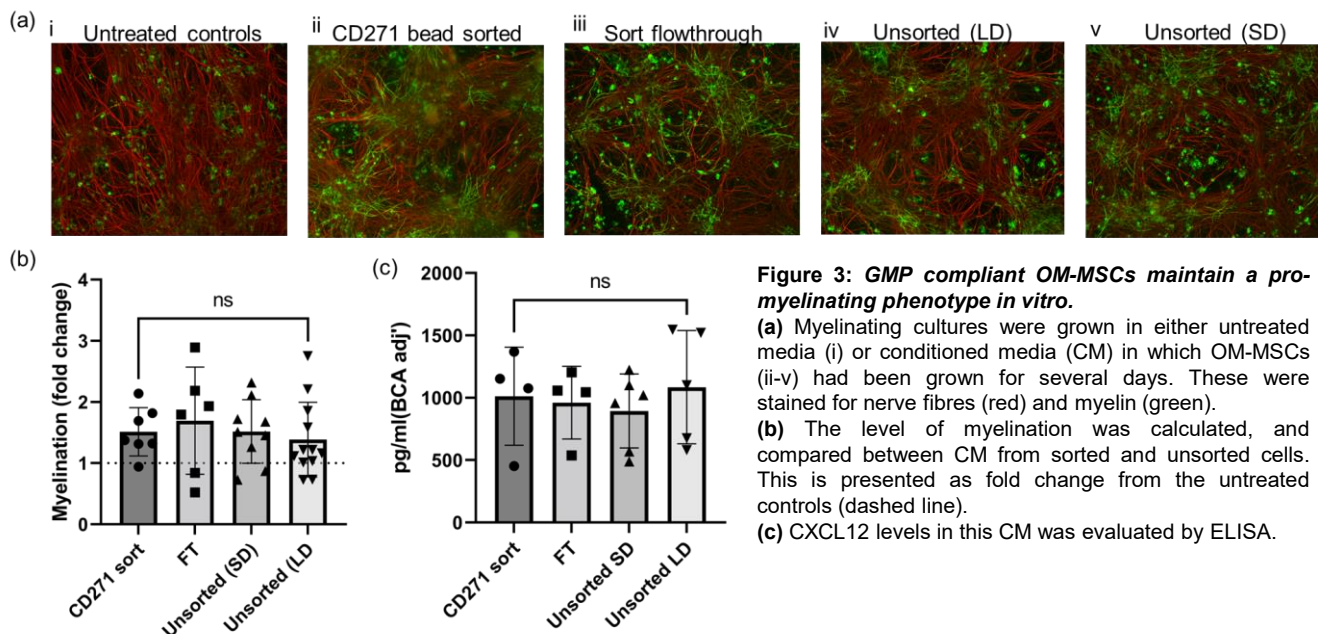 (a)
i
Untreated controls
ii
CD271 bead sorted
iii
Sort flowthrough
iv
Unsorted (LD)
v
Unsorted (SD)
(b)
Myelination (fold change)
4
3
2
1
0
ns
CD271 sort
FT
Unsorted (SD)
Unsorted (LD
(c)
pg/ml(BCA adj')
2000
1500
1000
500
0
ns
CD271 sort
FT
Unsorted SD
Unsorted LD
Figure 3: GMP compliant OM-MSCs maintain a pro-
myelinating phenotype in vitro.
(a) Myelinating cultures were grown in either untreated
media (i) or conditioned media (CM) in which OM-MSCs
(ii-v) had been grown for several days. These were
stained for nerve fibres (red) and myelin (green).
(b) The level of myelination was calculated, and
compared between CM from sorted and unsorted cells.
This is presented as fold change from the untreated
controls (dashed line).
(c) CXCL12 levels in this CM was evaluated by ELISA.